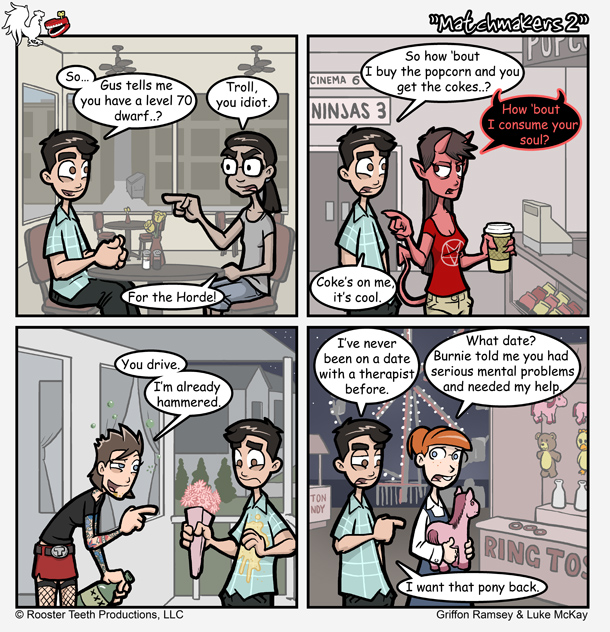 "Matchmakers 2"
So...
Gus tells me
you have a level 70
dwarf..?
Troll,
you idiot.
For the Horde!
So how 'bout
I buy the popcorn and you
get the cokes..?
How 'bout
I consume your
soul?
CINEMA 6
NINJAS 3
POPC
Coke's on me,
it's cool.
You drive.
I'm already
hammered.
I've never
been on a date
with a therapist
before.
What date?
Burnie told me you had
serious mental problems
and needed my help.
TON
NDY
RING TOS
I want that pony back.
© Rooster Teeth Productions, LLC
Griffon Ramsey & Luke McKay